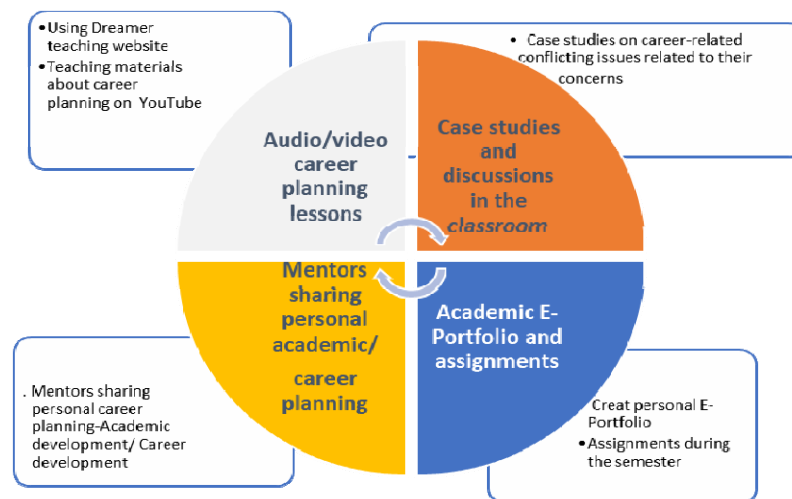 •Using Dreamer
teaching website
•Teaching materials
about career
planning on YouTube
• Case studies on career-related
conflicting issues related to their
concerns
Audio/video
career
planning
lessons
Case studies
and
discussions
in the
classroom
Mentors
sharing
personal
academic/
career
planning
Academic E-
Portfolio and
assignments
. Mentors sharing
personal career
planning-Academic
development/ Career
development
Creat personal E-
Portfolio
•Assignments during
the semester